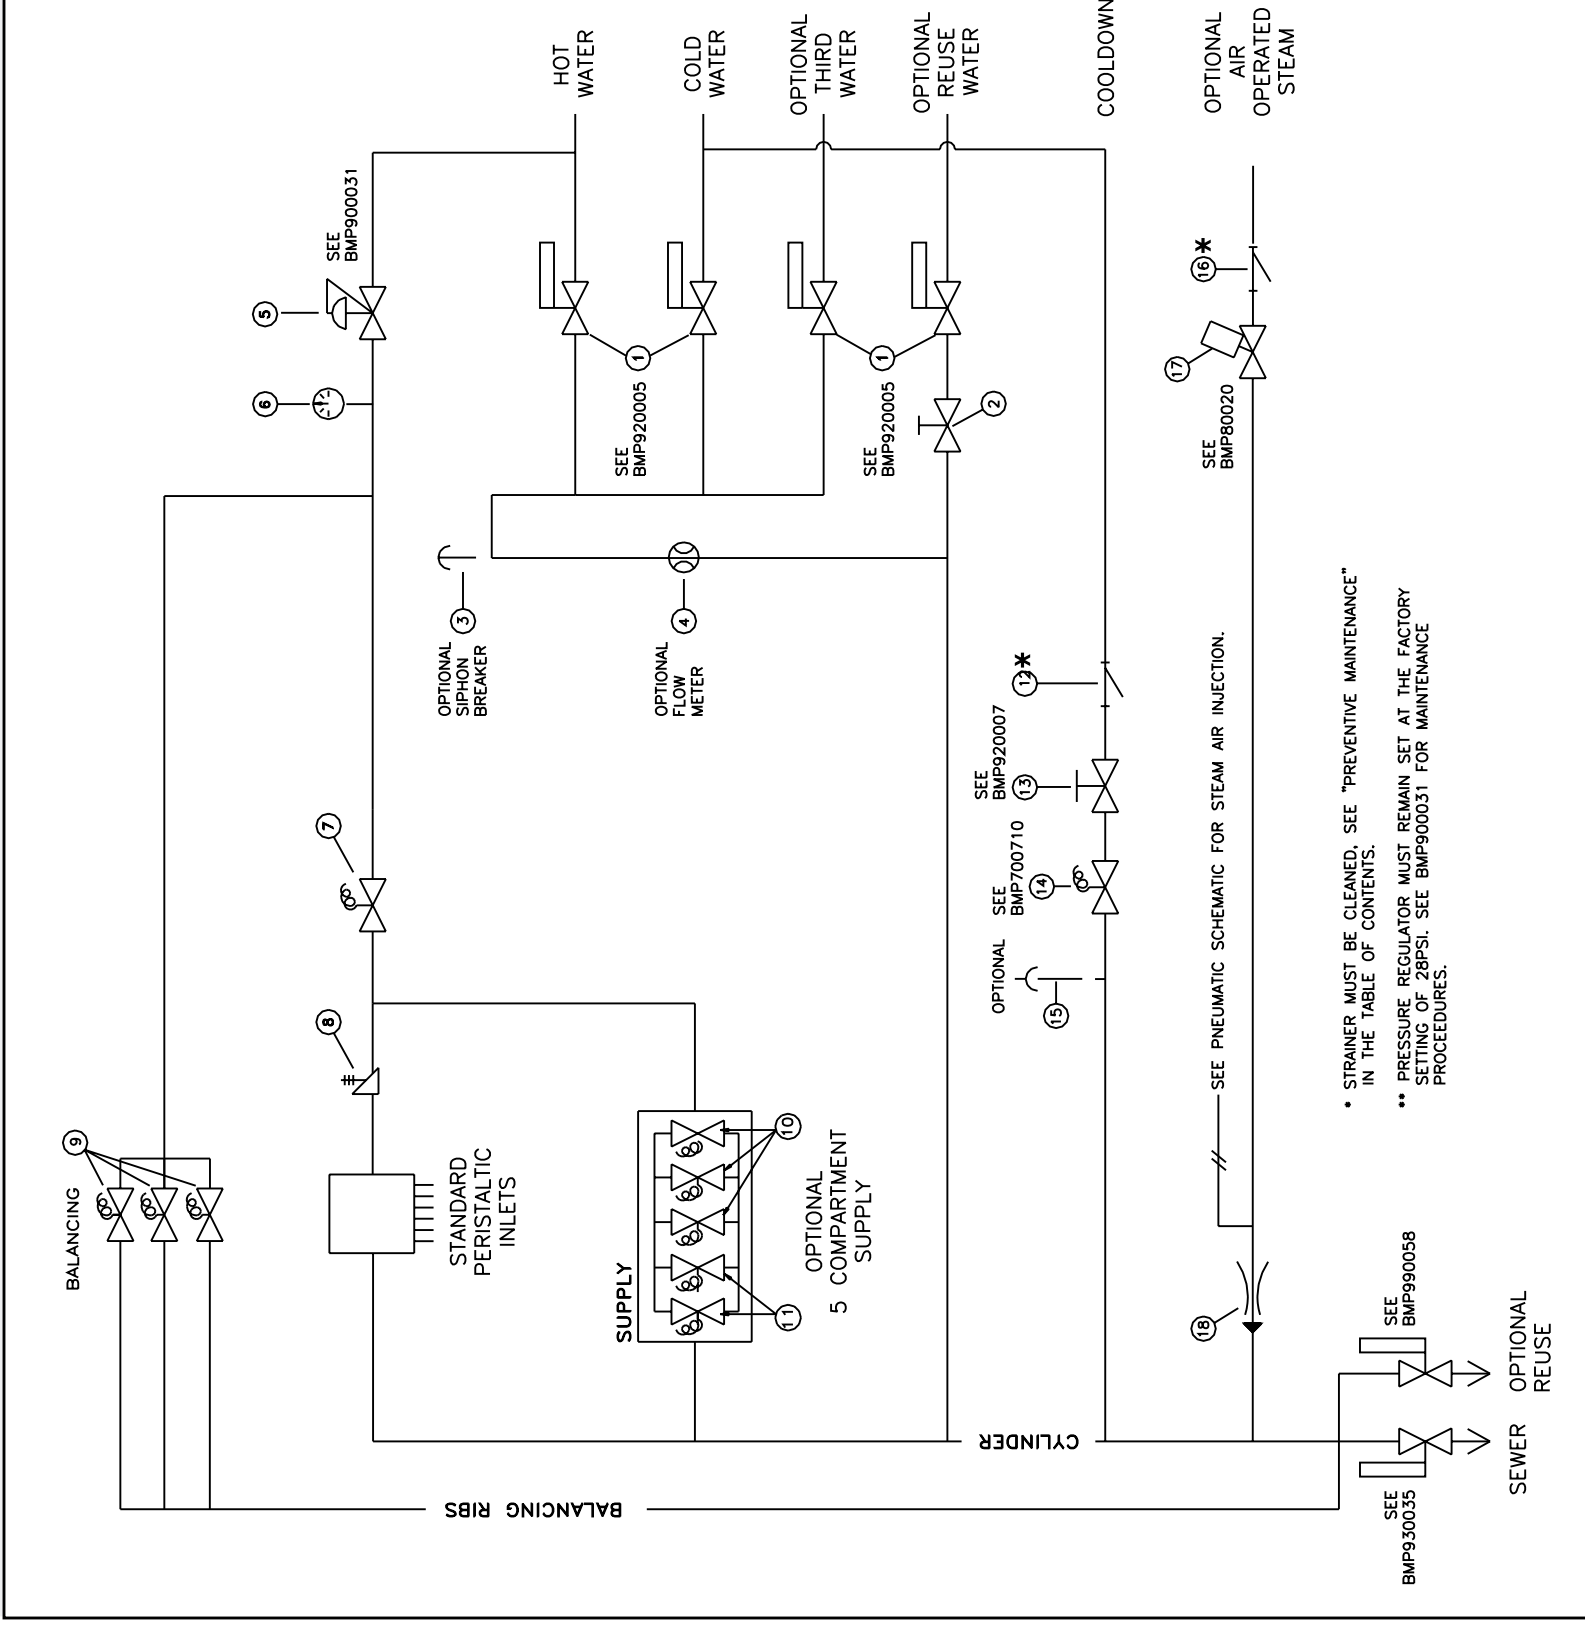 HOT
WATER
COLD
WATER
OPTIONAL
THIRD
WATER
OPTIONAL
REUSE
WATER
COOLDOWN
OPTIONAL
AIR
OPERATED
STEAM
SEE
BMP900031
5
6
1
SEE
BMP920005
1
SEE
BMP920005
2
16*
17
SEE
BMP80020
3
OPTIONAL
SIPHON
BREAKER
4
OPTIONAL
FLOW
METER
12*
SEE
BMP920007
13
SEE
BMP700710
14
OPTIONAL
15
7
8
9
BALANCING
STANDARD
PERISTALTIC
INLETS
SUPPLY
10
11
OPTIONAL
5 COMPARTMENT
SUPPLY
SEE PNEUMATIC SCHEMATIC FOR STEAM AIR INJECTION.
18
* STRAINER MUST BE CLEANED, SEE "PREVENTIVE MAINTENANCE"
IN THE TABLE OF CONTENTS.
** PRESSURE REGULATOR MUST REMAIN SET AT THE FACTORY
SETTING OF 28PSI. SEE BMP900031 FOR MAINTENANCE
PROCEEDURES.
CYLINDER
BALANCING RIBS
SEE
BMP990058
OPTIONAL
REUSE
SEWER
SEE
BMP930035